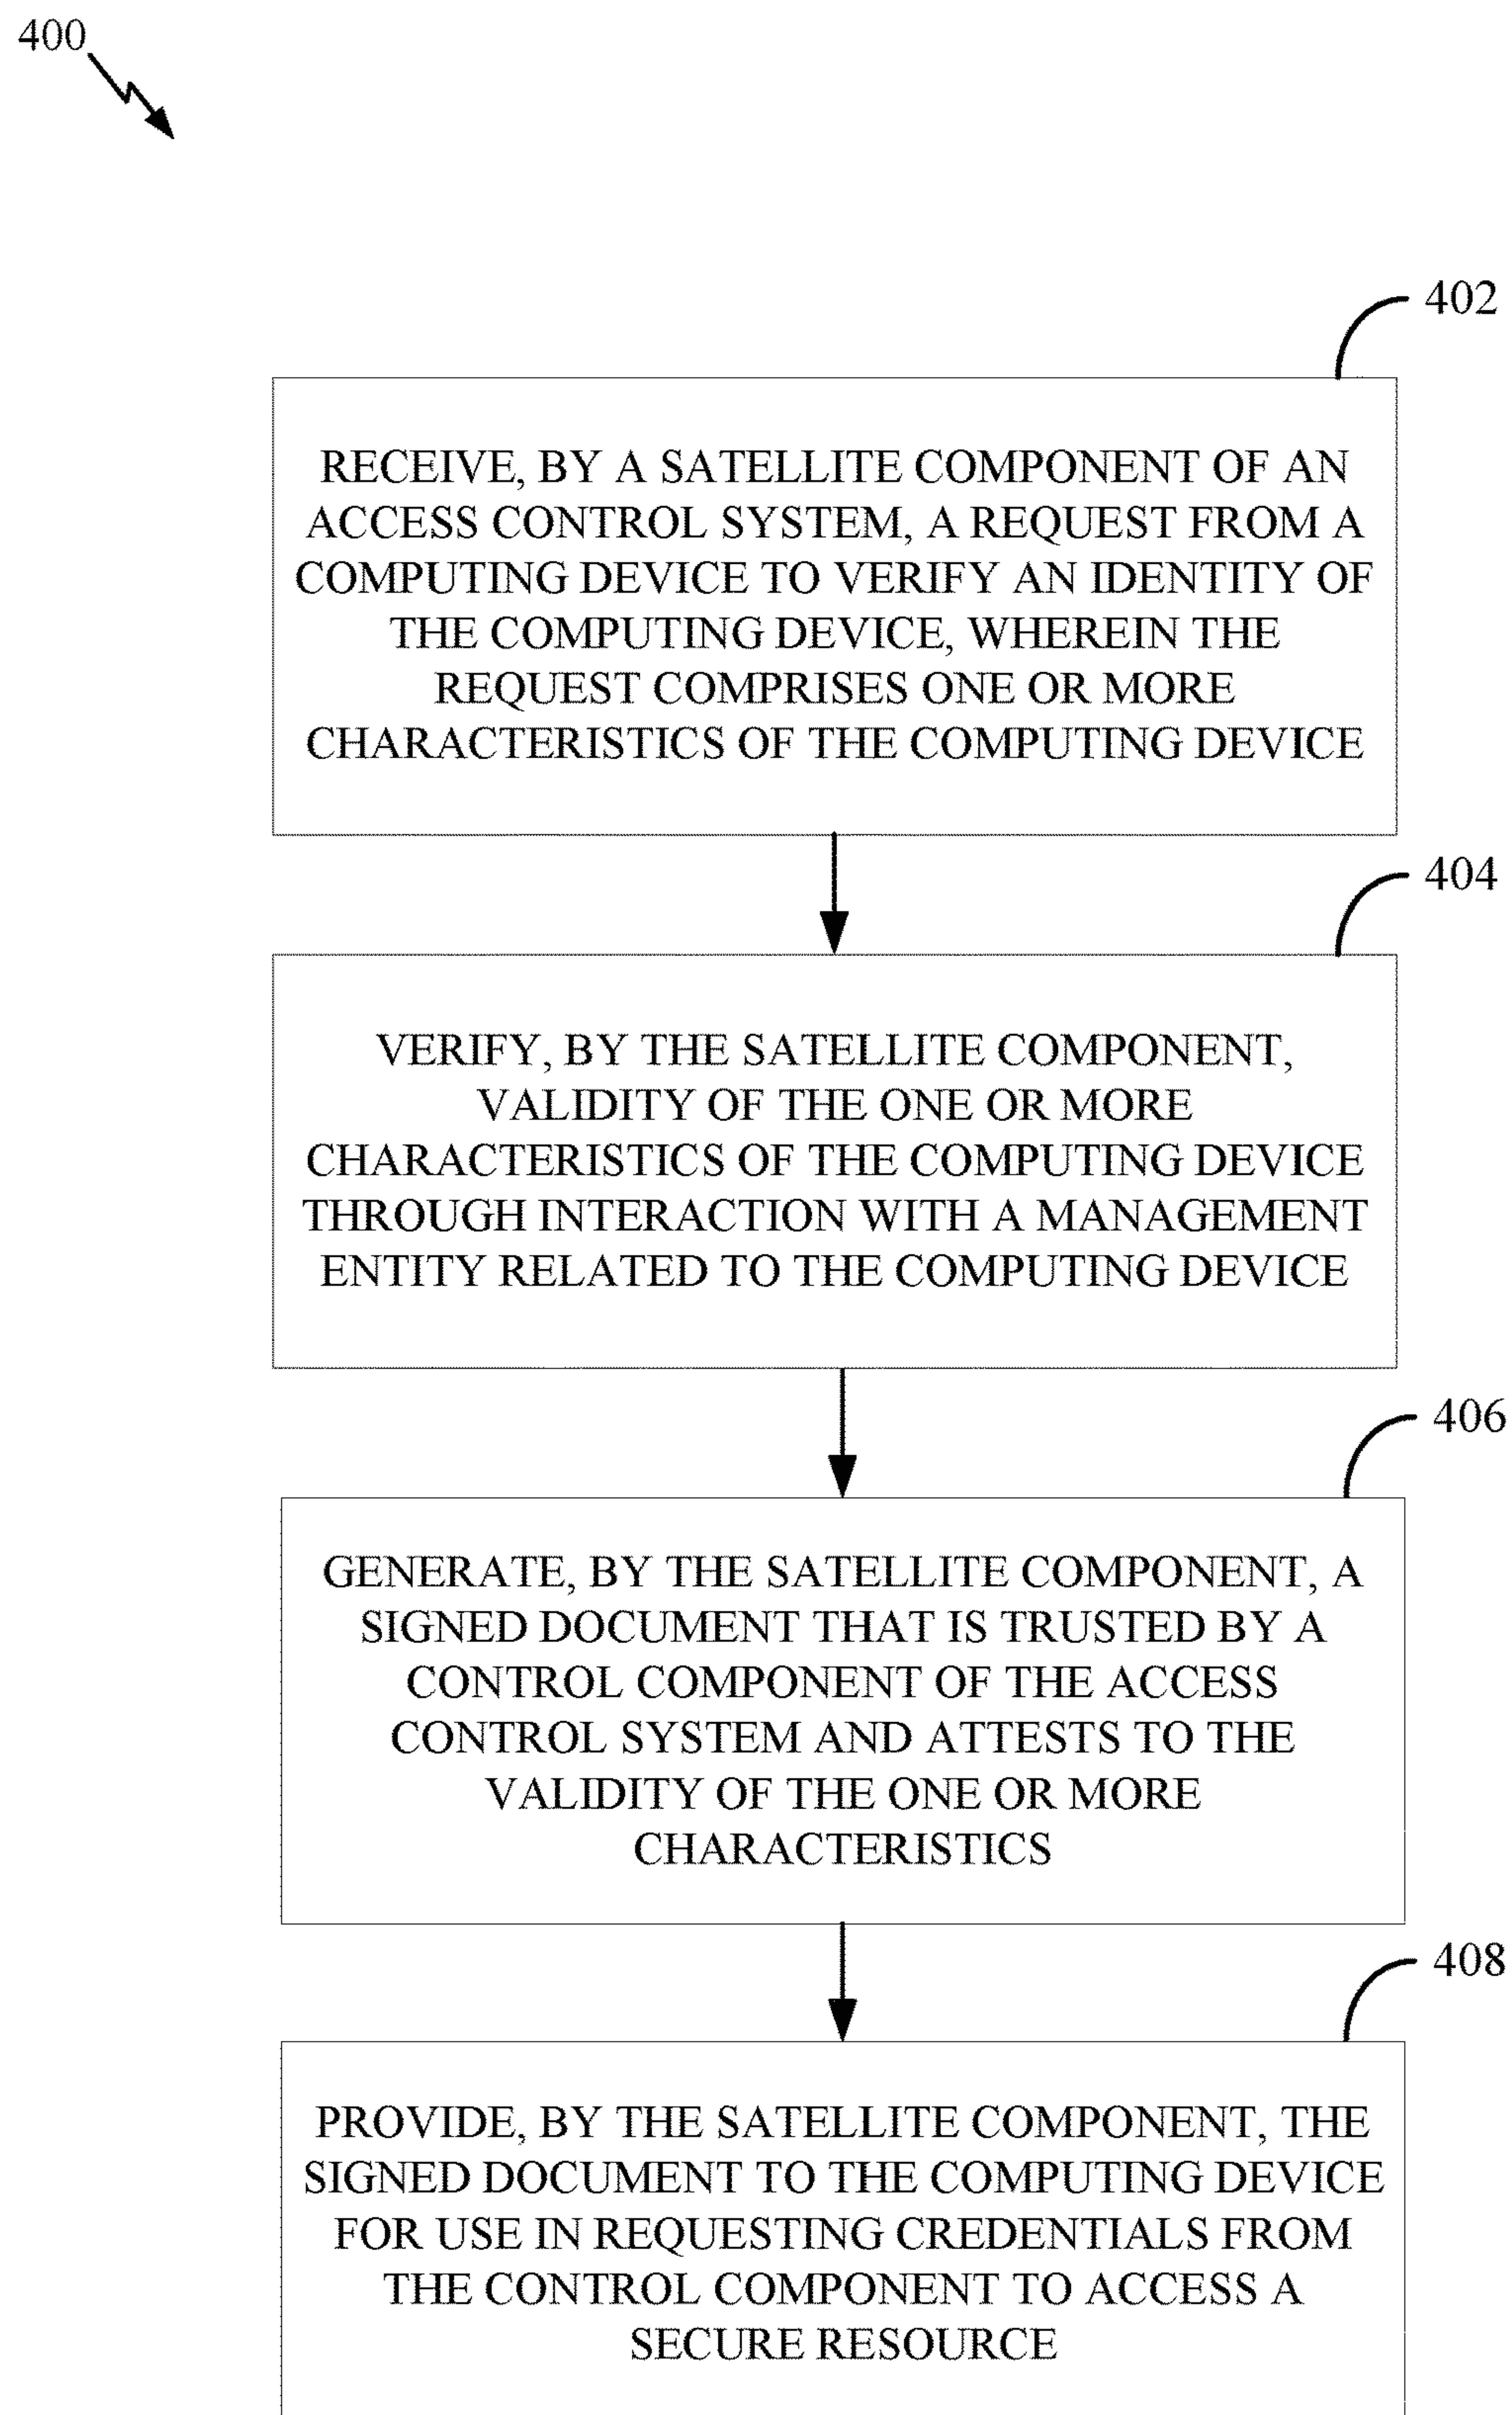 400
402
RECEIVE, BY A SATELLITE COMPONENT OF AN
ACCESS CONTROL SYSTEM, A REQUEST FROM A
COMPUTING DEVICE TO VERIFY AN IDENTITY OF
THE COMPUTING DEVICE, WHEREIN THE
REQUEST COMPRISES ONE OR MORE
CHARACTERISTICS OF THE COMPUTING DEVICE
404
VERIFY, BY THE SATELLITE COMPONENT,
VALIDITY OF THE ONE OR MORE
CHARACTERISTICS OF THE COMPUTING DEVICE
THROUGH INTERACTION WITH A MANAGEMENT
ENTITY RELATED TO THE COMPUTING DEVICE
406
GENERATE, BY THE SATELLITE COMPONENT, A
SIGNED DOCUMENT THAT IS TRUSTED BY A
CONTROL COMPONENT OF THE ACCESS
CONTROL SYSTEM AND ATTESTS TO THE
VALIDITY OF THE ONE OR MORE
CHARACTERISTICS
408
PROVIDE, BY THE SATELLITE COMPONENT, THE
SIGNED DOCUMENT TO THE COMPUTING DEVICE
FOR USE IN REQUESTING CREDENTIALS FROM
THE CONTROL COMPONENT TO ACCESS A
SECURE RESOURCE